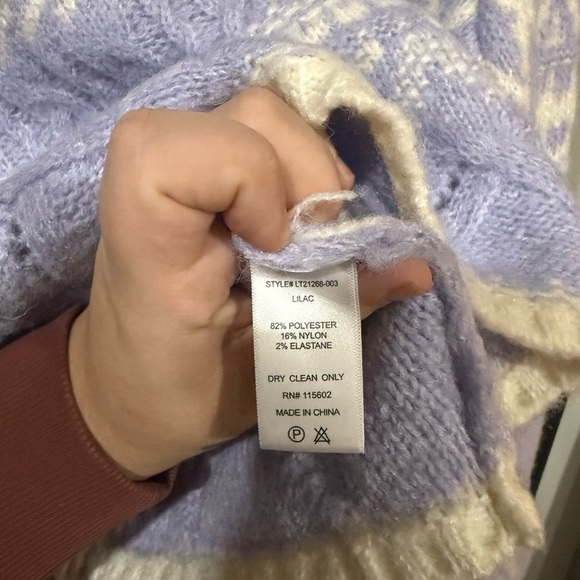 STYLE# LT21266-003
LILAC
82% POLYESTER
16% NYLON
2% ELASTANE
DRY CLEAN ONLY
RN# 115602
MADE IN CHINA
P